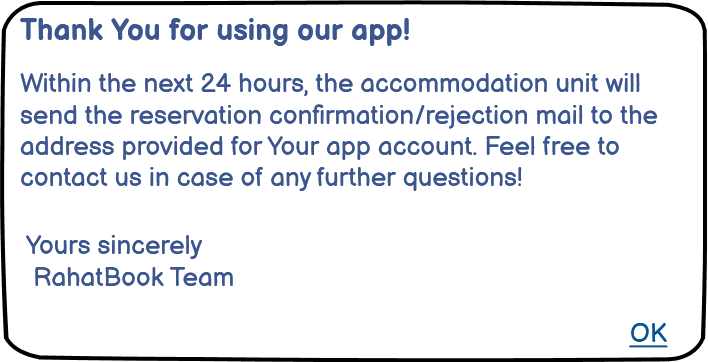 Thank You for using our app!
Within the next 24 hours, the accommodation unit will
send the reservation confirmation/rejection mail to the
address provided for Your app account. Feel free to
contact us in case of any further questions!
Yours sincerely
RahatBook Team
OK